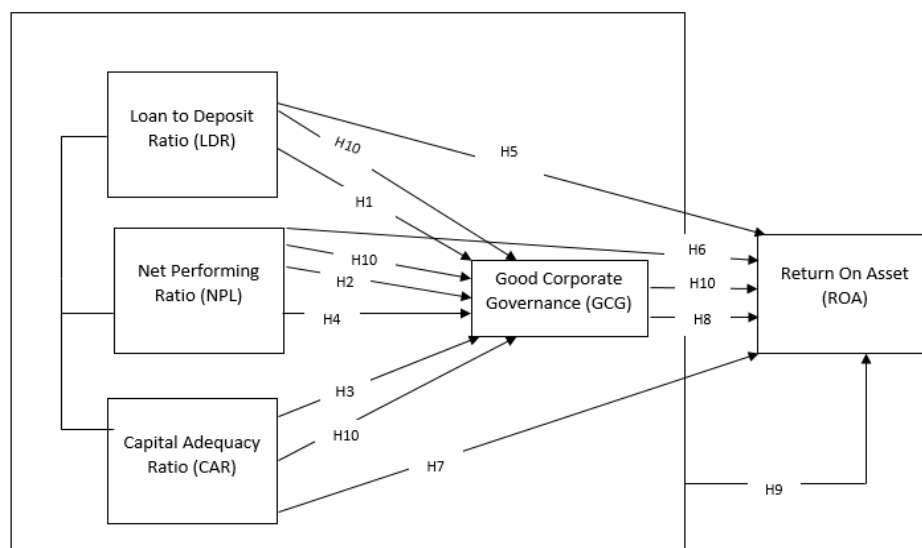 Loan to Deposit
Ratio (LDR)
H10
H5
H1
Net Performing
Ratio (NPL)
H10
H2
H4
H6
Good Corporate
Governance (GCG)
H10
H8
Return On Asset
(ROA)
H3
H10
Capital Adequacy
Ratio (CAR)
H7
H9